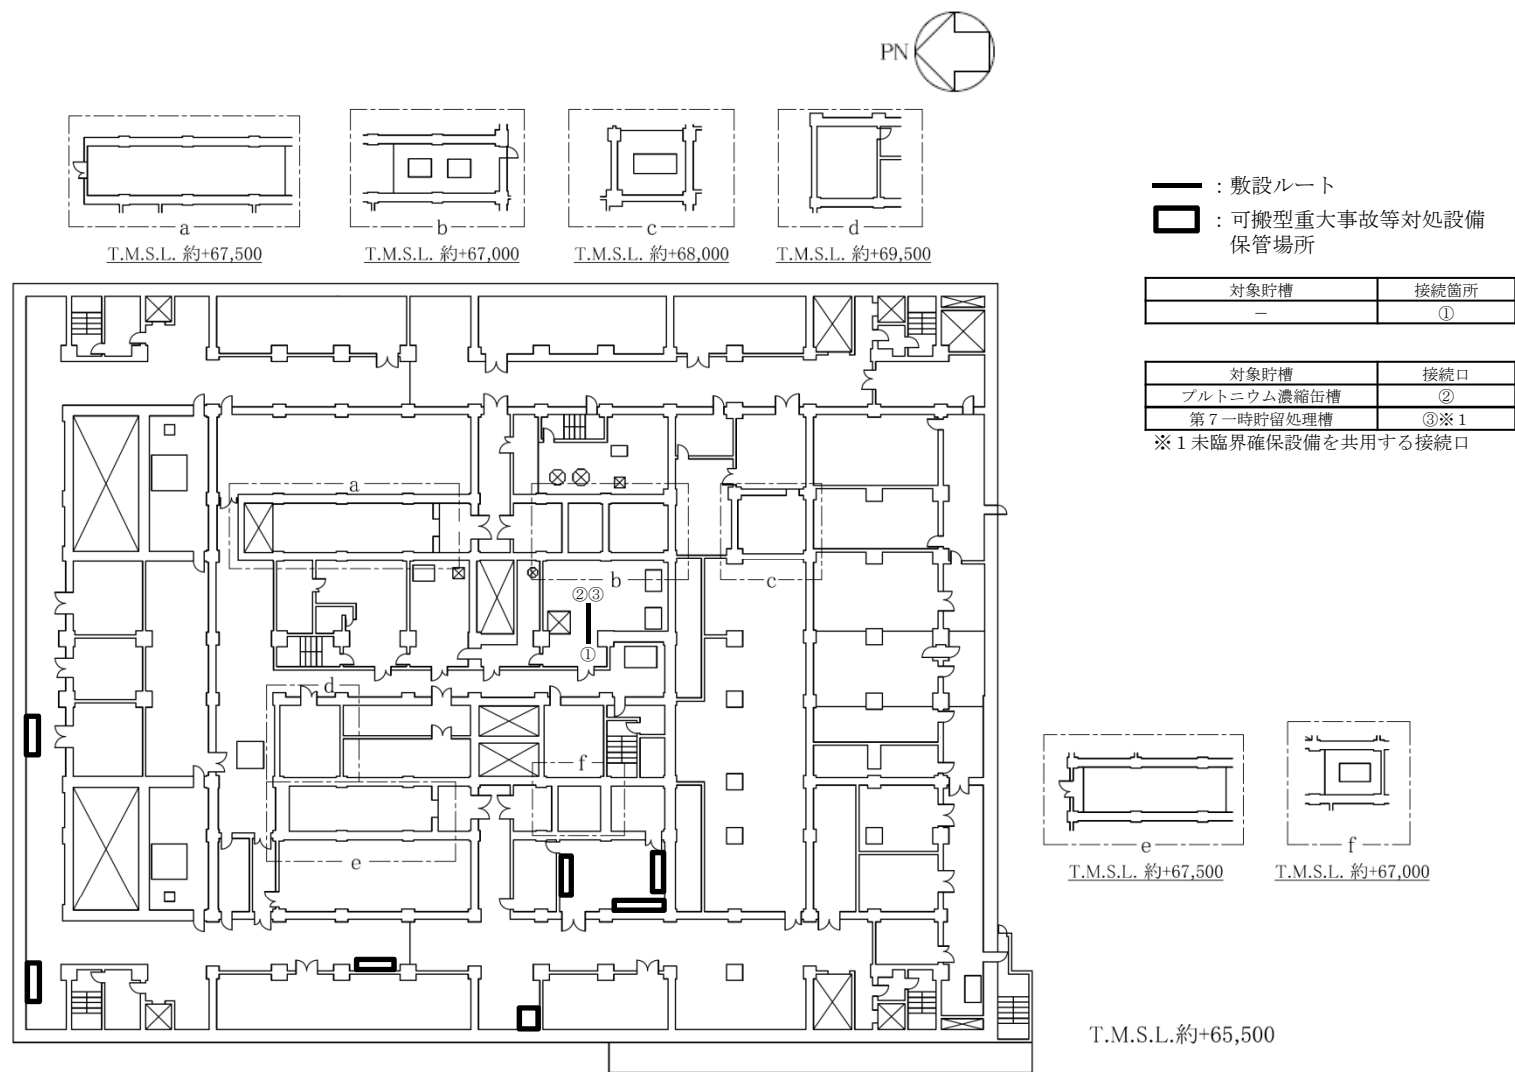 PN
a
T.M.S.L. 約+67,500
b
T.M.S.L. 約+67,000
c
T.M.S.L. 約+68,000
d
T.M.S.L. 約+69,500
：敷設ルート
：可搬型重大事故等対処設備
保管場所
対象貯槽 接続箇所
－ ①
対象貯槽 接続口
プルトニウム濃縮缶槽 ②
第７一時貯留処理槽 ③※１
※１未臨界確保設備を共用する接続口
a
b
c
②③
①
d
f
e
e
T.M.S.L. 約+67,500
f
T.M.S.L. 約+67,000
T.M.S.L.約+65,500